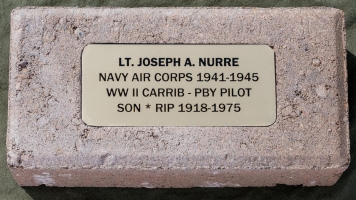 LT. JOSEPH A. NURRE
NAVY AIR CORPS 1941-1945
WW II CARRIB - PBY PILOT
SON * RIP 1918-1975